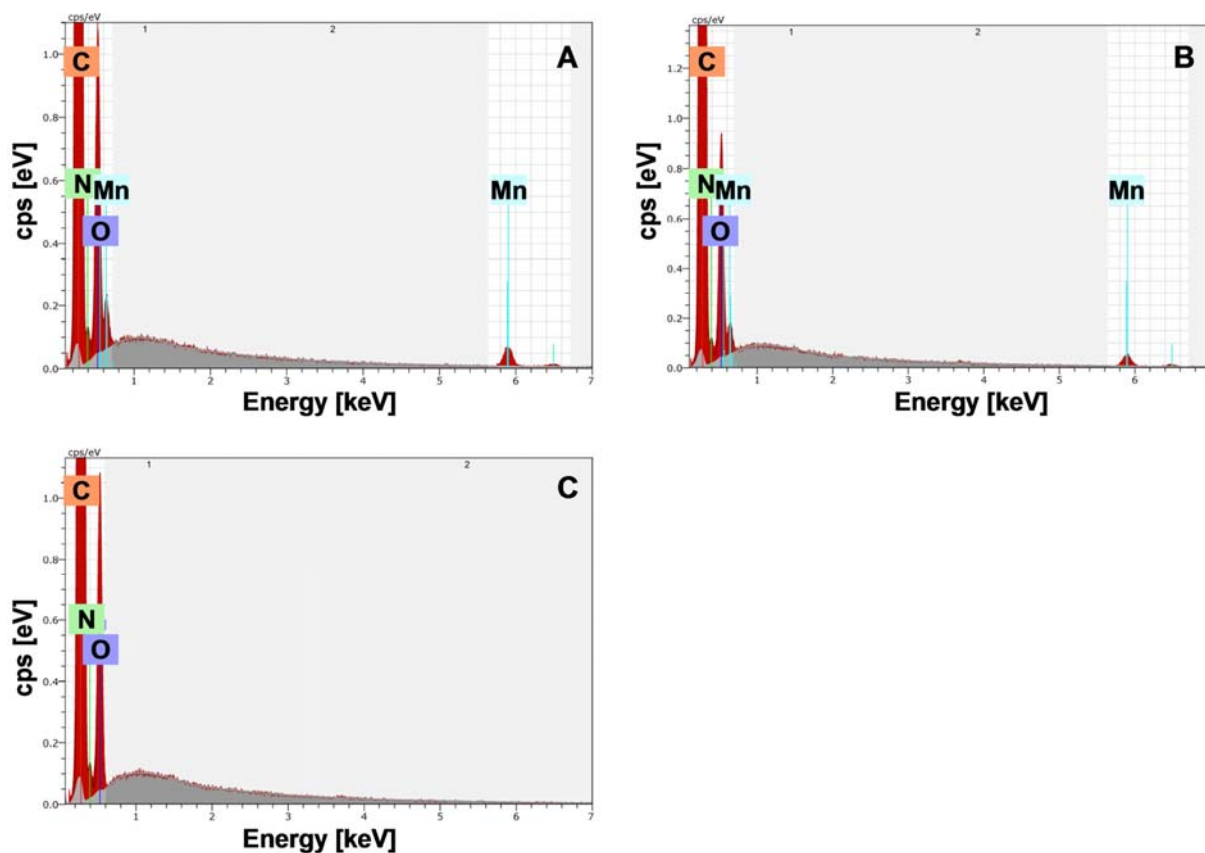 cps/eV
1 2
A
1.0
0.8
0.6
0.4
0.2
0.0
C
N Mn
O
Mn
cps [eV]
1 2 3 4 5 6 7
Energy [keV]
cps/eV
1 2
B
1.2
1.0
0.8
0.6
0.4
0.2
0.0
C
N Mn
O
Mn
cps [eV]
1 2 3 4 5 6
Energy [keV]
cps/eV
1 2
C
1.0
0.8
0.6
0.4
0.2
0.0
C
N
O
cps [eV]
1 2 3 4 5 6 7
Energy [keV]